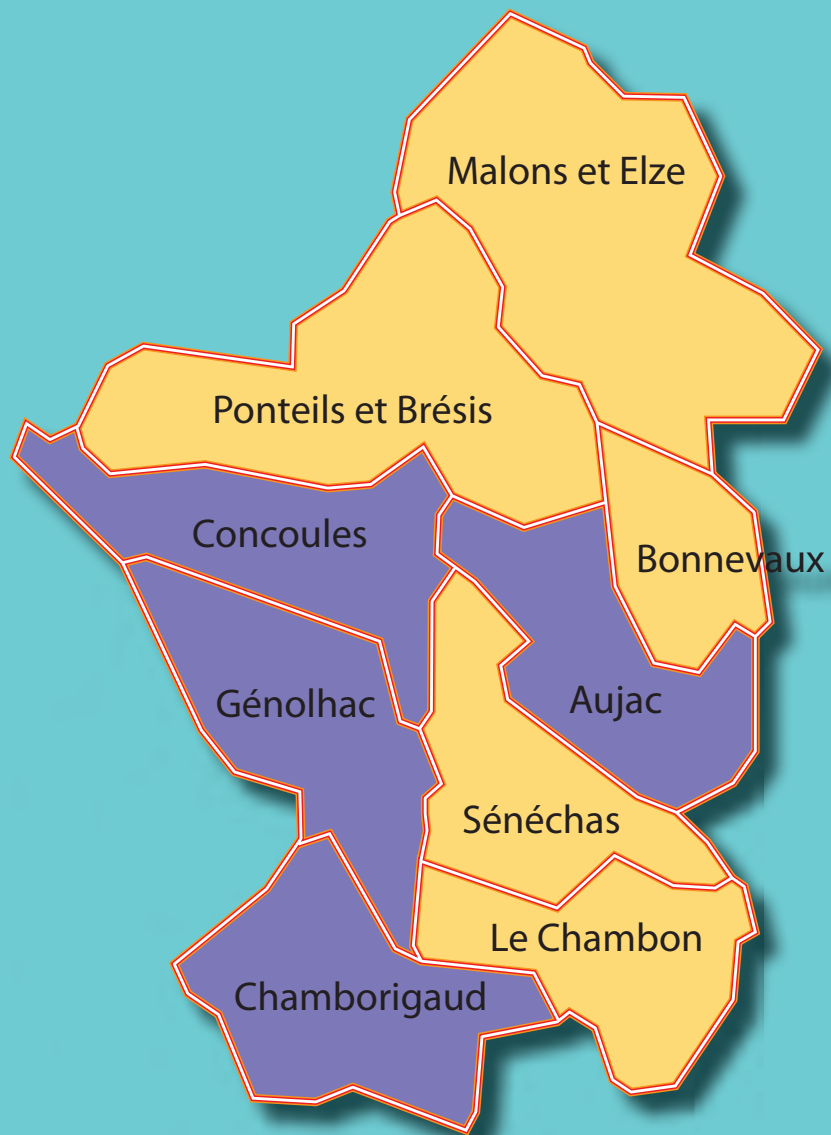 Malons et Elze
Ponteils et Brésis
Concoules
Bonnevaux
Génolhac
Aujac
Sénéchas
Le Chambon
Chamborigaud